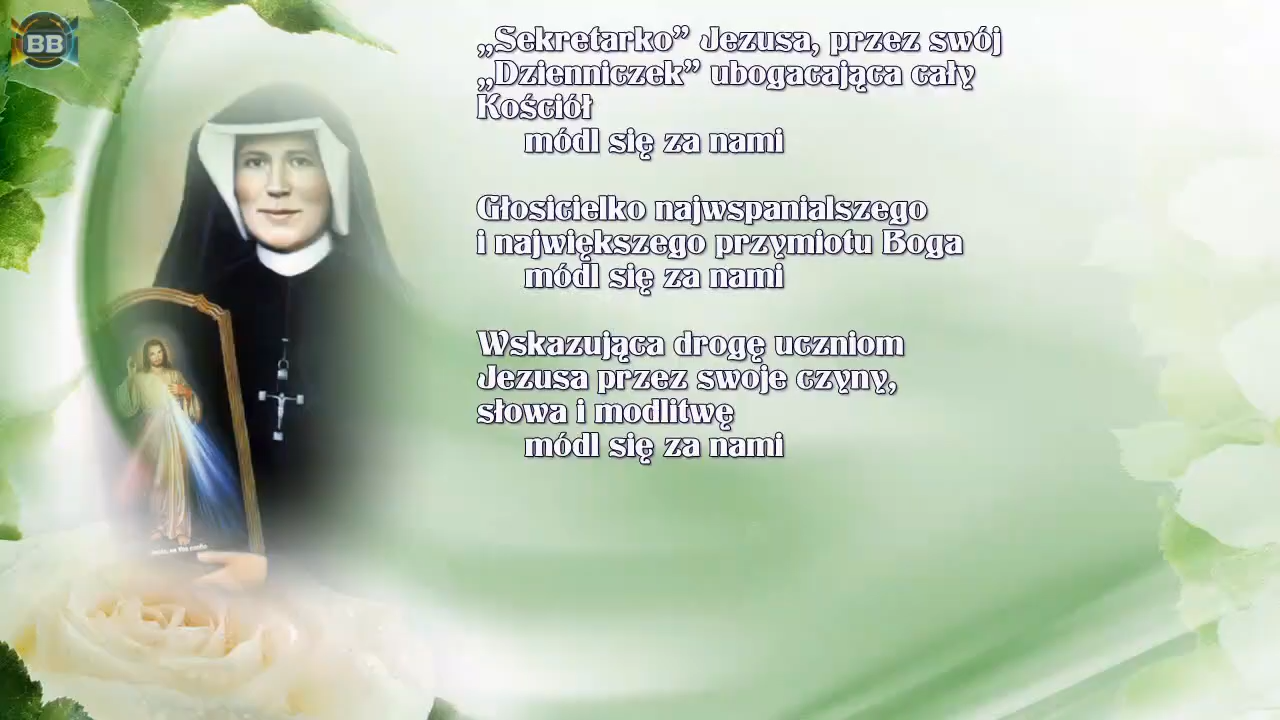 BB
„Sekretarko” Jezusa, przez swój
„Dzienniczek” ubogacająca cały
Kościół
módl się za nami
Głosicielko najwspanialszego
i największego przymiotu Boga
módl się za nami
Wskazująca drogę uczniom
Jezusa przez swoje czyny,
słowa i modlitwę
módl się za nami